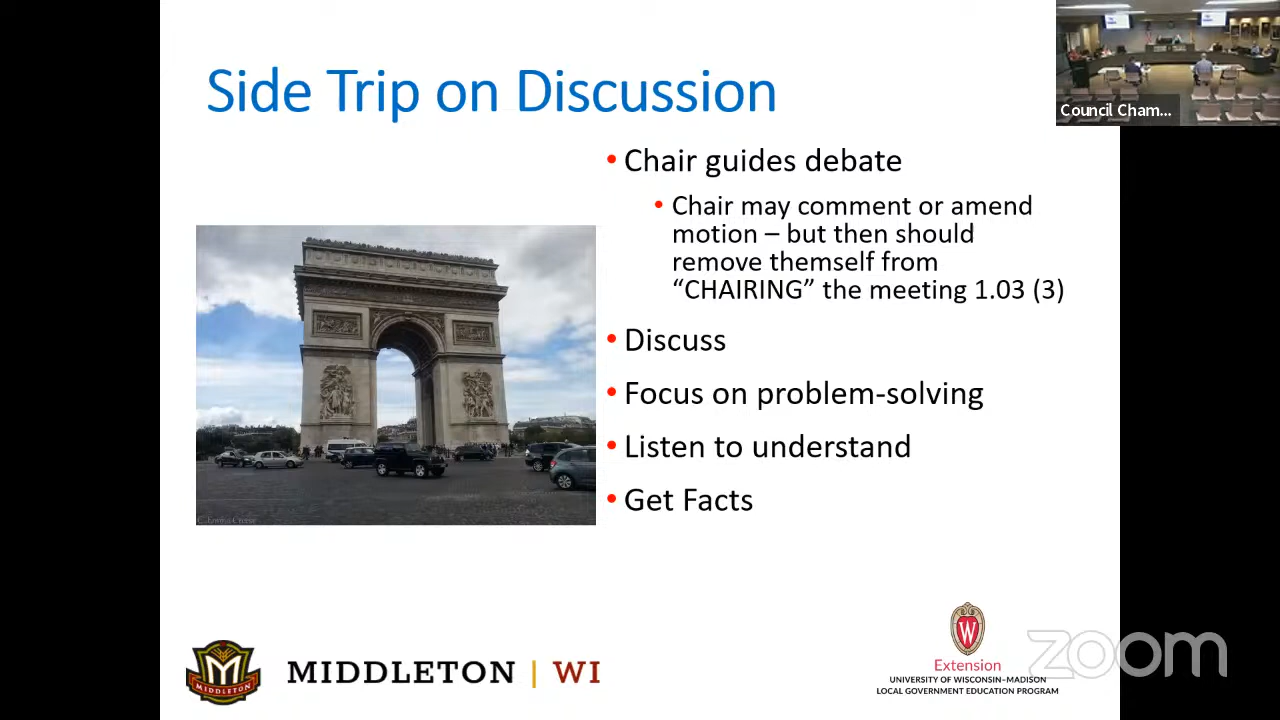 Side Trip on Discussion
Council Cham...
• Chair guides debate
• Chair may comment or amend
motion – but then should
remove themself from
“CHAIRING” the meeting 1.03 (3)
• Discuss
• Focus on problem-solving
• Listen to understand
• Get Facts
MIDDLETON
MIDDLETON | WI
W
Extension
UNIVERSITY OF WISCONSIN–MADISON
LOCAL GOVERNMENT EDUCATION PROGRAM
zoom